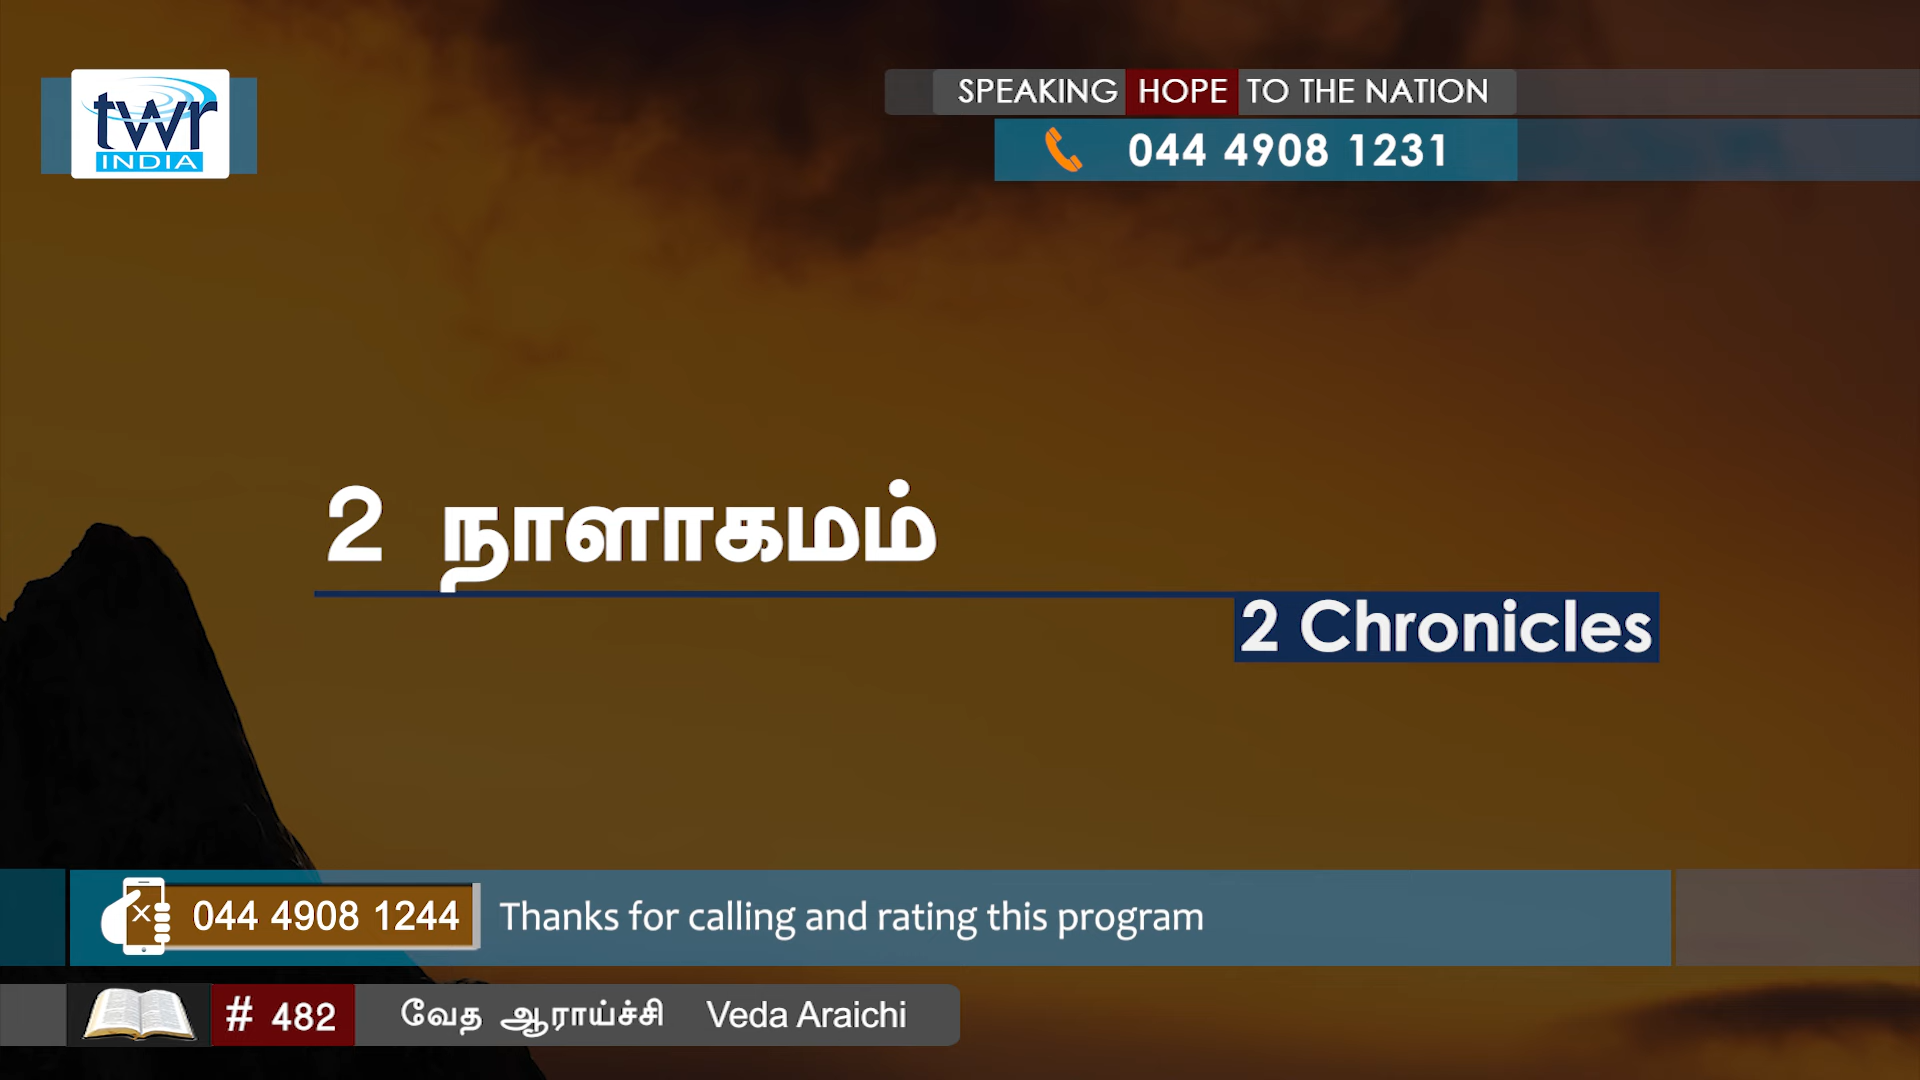 twr
INDIA
SPEAKING HOPE TO THE NATION
044 4908 1231
2 நாளாகமம்
2 Chronicles
044 4908 1244 Thanks for calling and rating this program
# 482 வேத ஆராய்ச்சி Veda Araichi